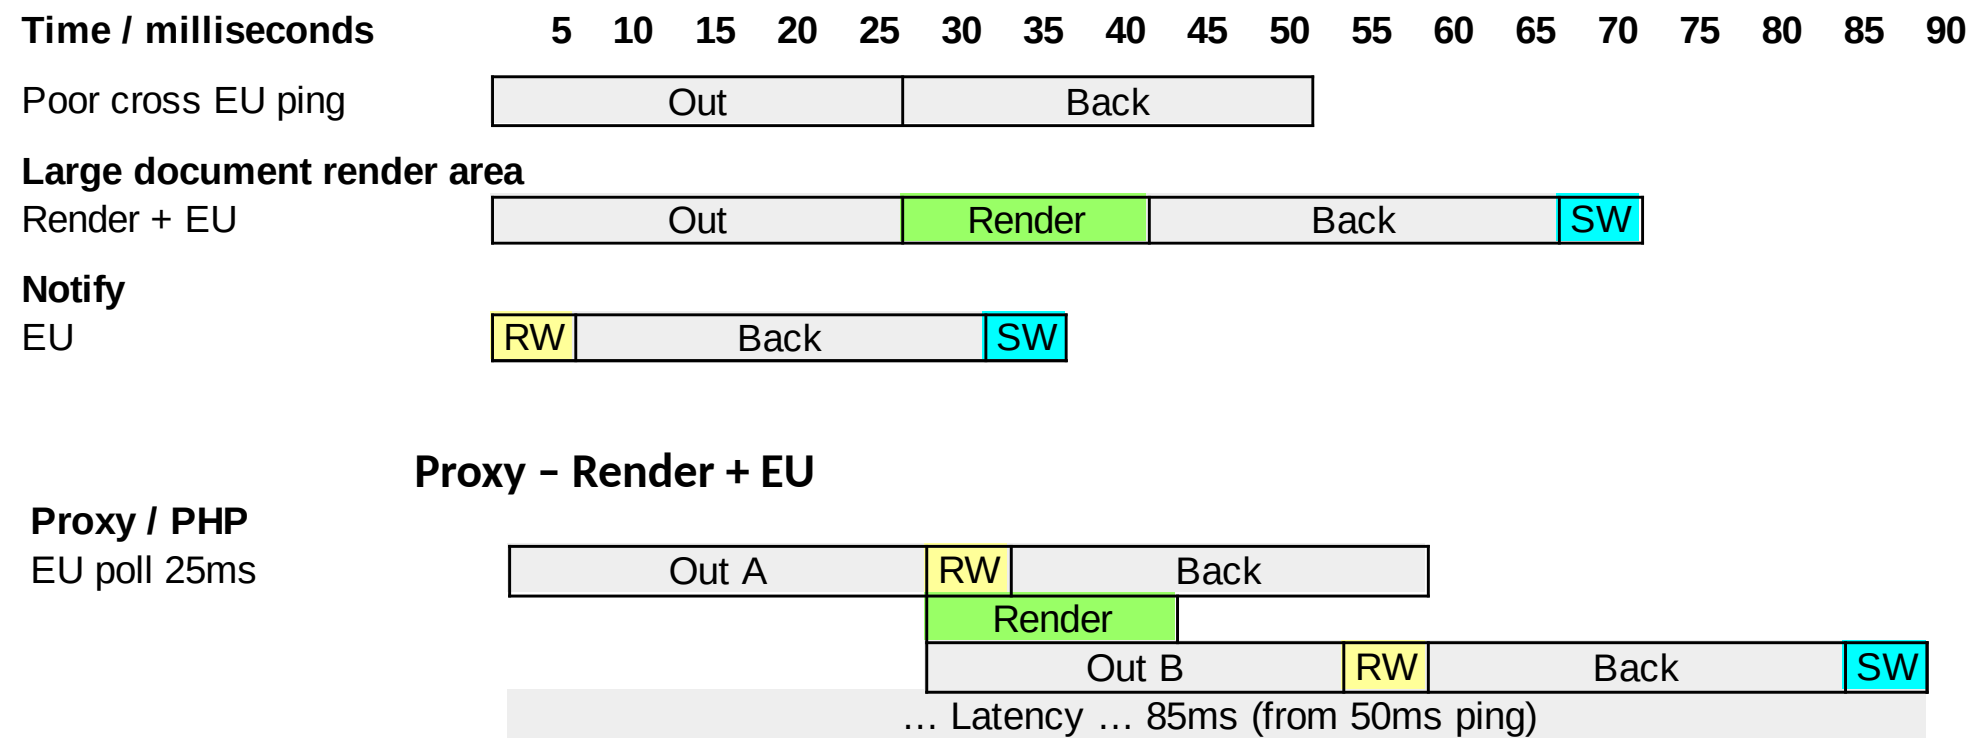 Time / milliseconds 5 10 15 20 25 30 35 40 45 50 55 60 65 70 75 80 85 90
Poor cross EU ping Out Back
Large document render area
Render + EU Out Render Back SW
Notify
EU RW Back SW
Proxy – Render + EU
Proxy / PHP
EU poll 25ms Out A RW Back
Render
Out B RW Back SW
… Latency … 85ms (from 50ms ping)